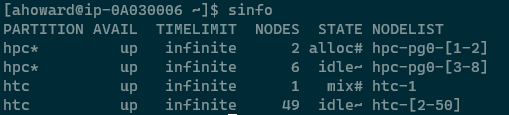 [ahoward@ip-0A030006 ~]$ sinfo
PARTITION AVAIL  TIMELIMIT  NODES  STATE NODELIST
hpc*         up   infinite      2 alloc# hpc-pg0-[1-2]
hpc*         up   infinite      6  idle~ hpc-pg0-[3-8]
htc          up   infinite      1   mix# htc-1
htc          up   infinite     49  idle~ htc-[2-50]